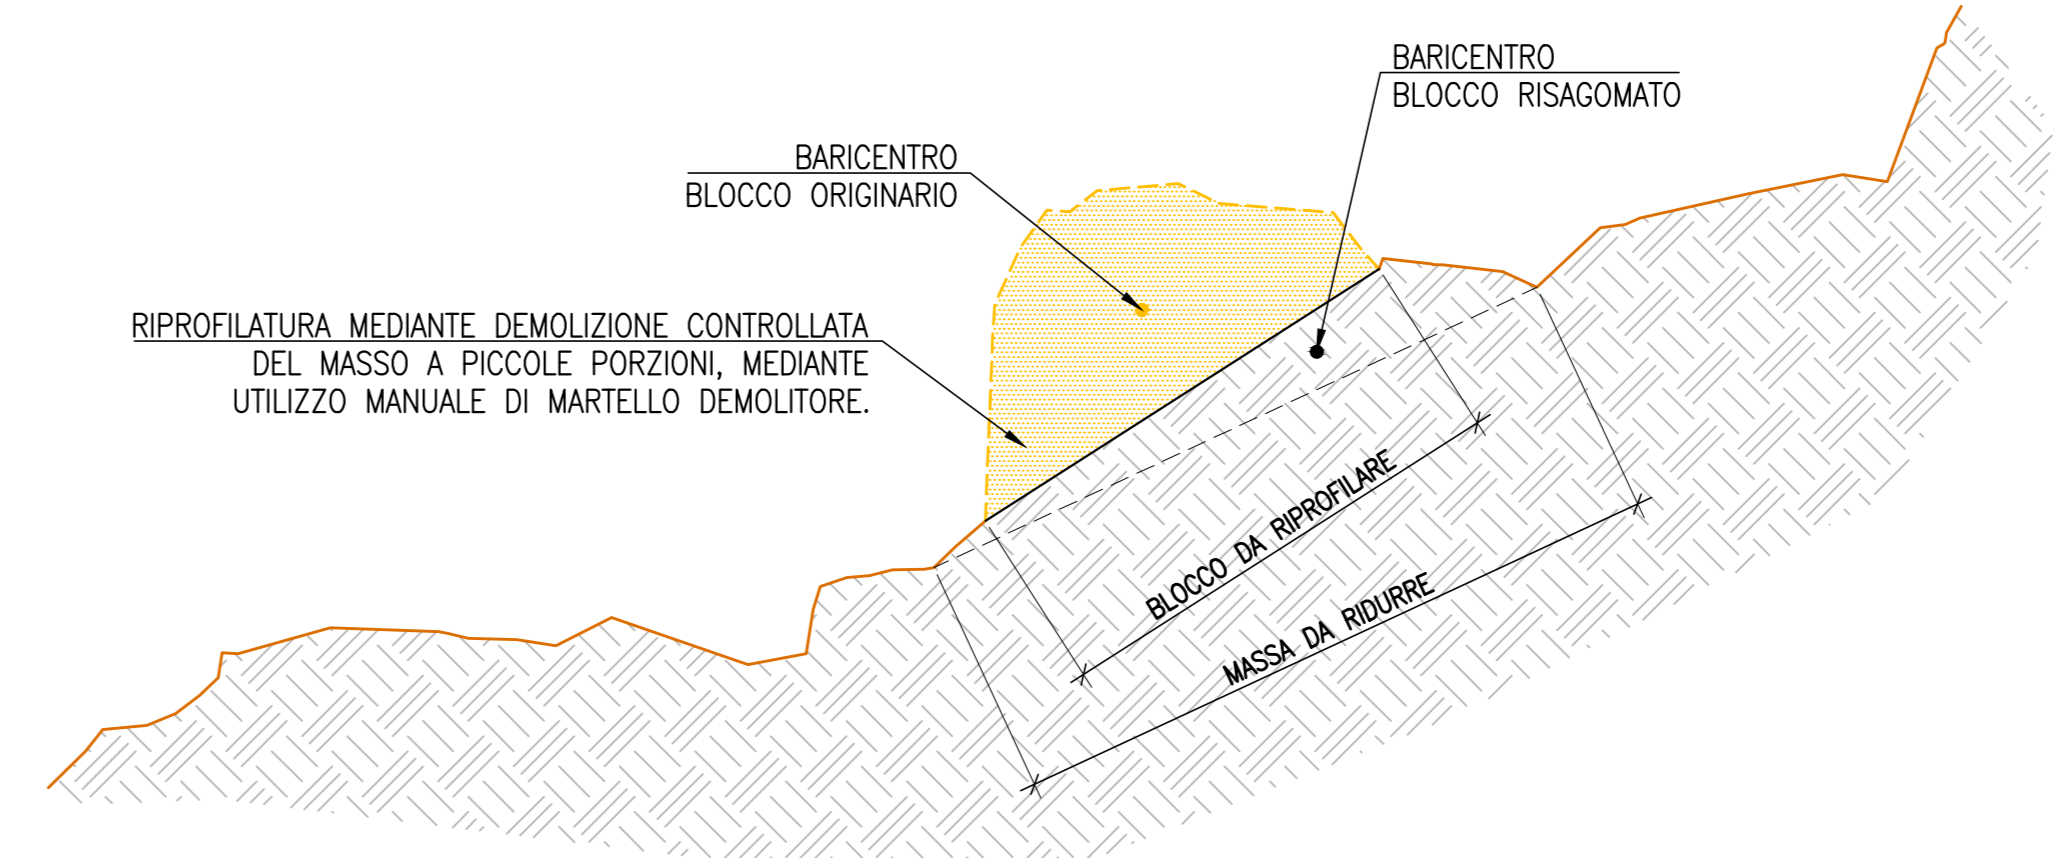 BARICENTRO
BLOCCO RISAGOMATO
BARICENTRO
BLOCCO ORIGINARIO
RIPROFILATURA MEDIANTE DEMOLIZIONE CONTROLLATA
DEL MASSO A PICCOLE PORZIONI, MEDIANTE
UTILIZZO MANUALE DI MARTELLO DEMOLITORE.
BLOCCO DA RIPROFILARE
MASSA DA RIDURRE